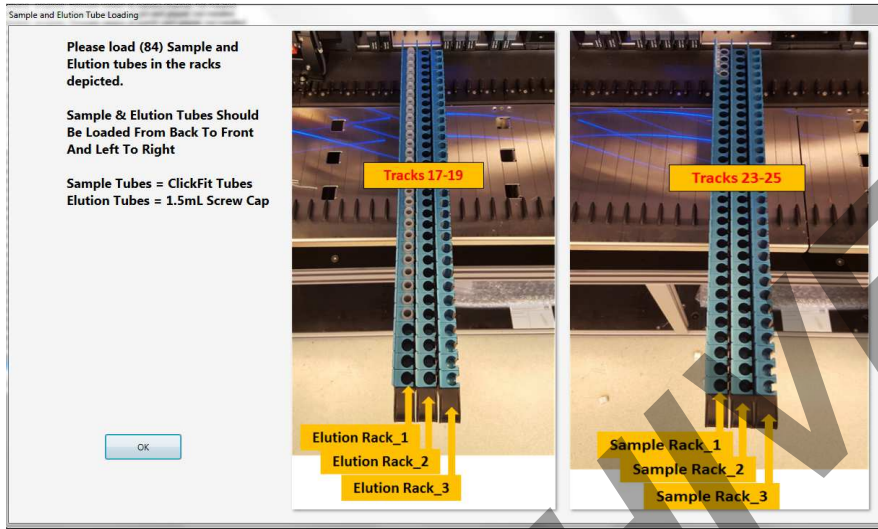 Sample and Elution Tube Loading
Please load (84) Sample and
Elution tubes in the racks
depicted.
Sample & Elution Tubes Should
Be Loaded From Back To Front
And Left To Right
Sample Tubes = ClickFit Tubes
Elution Tubes = 1.5mL Screw Cap
OK
Tracks 17-19
Elution Rack_1
Elution Rack_2
Elution Rack_3
Tracks 23-25
Sample Rack_1
Sample Rack_2
Sample Rack_3